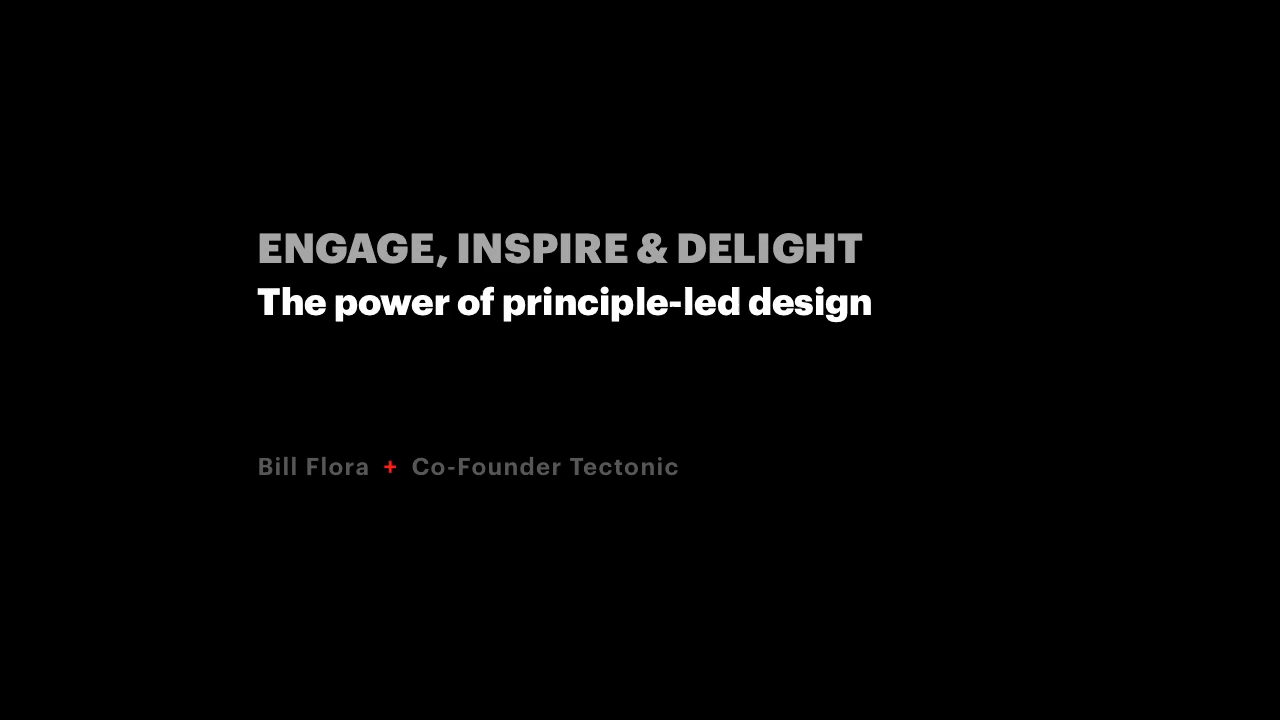 ENGAGE, INSPIRE & DELIGHT
The power of principle-led design
Bill Flora + Co-Founder Tectonic